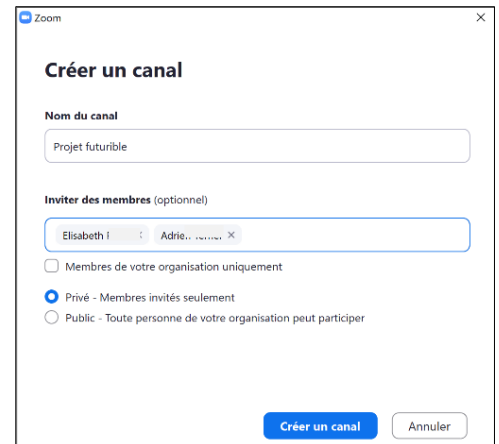 Zoom
Créer un canal
Nom du canal
Projet futurible
Inviter des membres (optionnel)
Elisabeth
Membres de votre organisation uniquement
Privé - Membres invités seulement
Public - Toute personne de votre organisation peut participer
Créer un canal Annuler